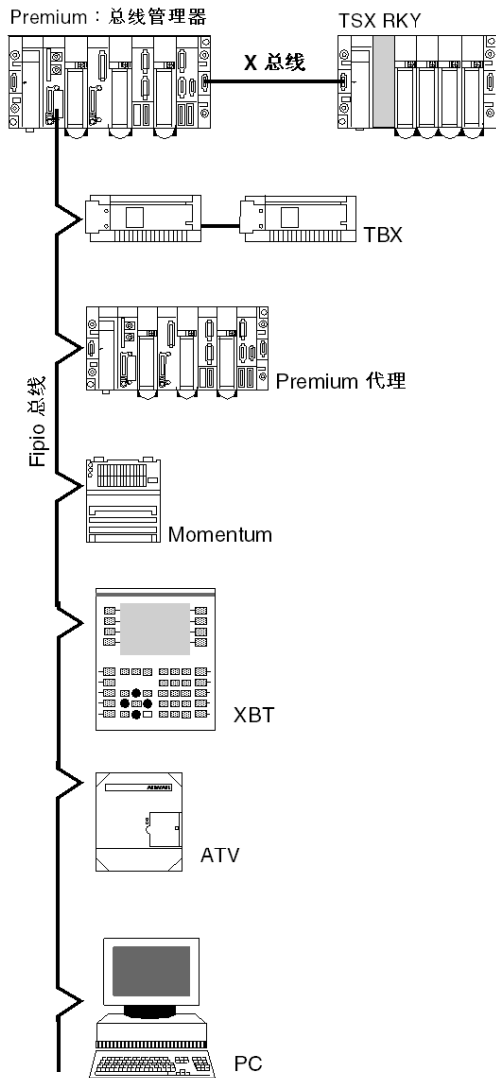 Premium：总线管理器
TSX RKY
X 总线
TBX
Premium 代理
Fipio 总线
Momentum
XBT
ATV
PC